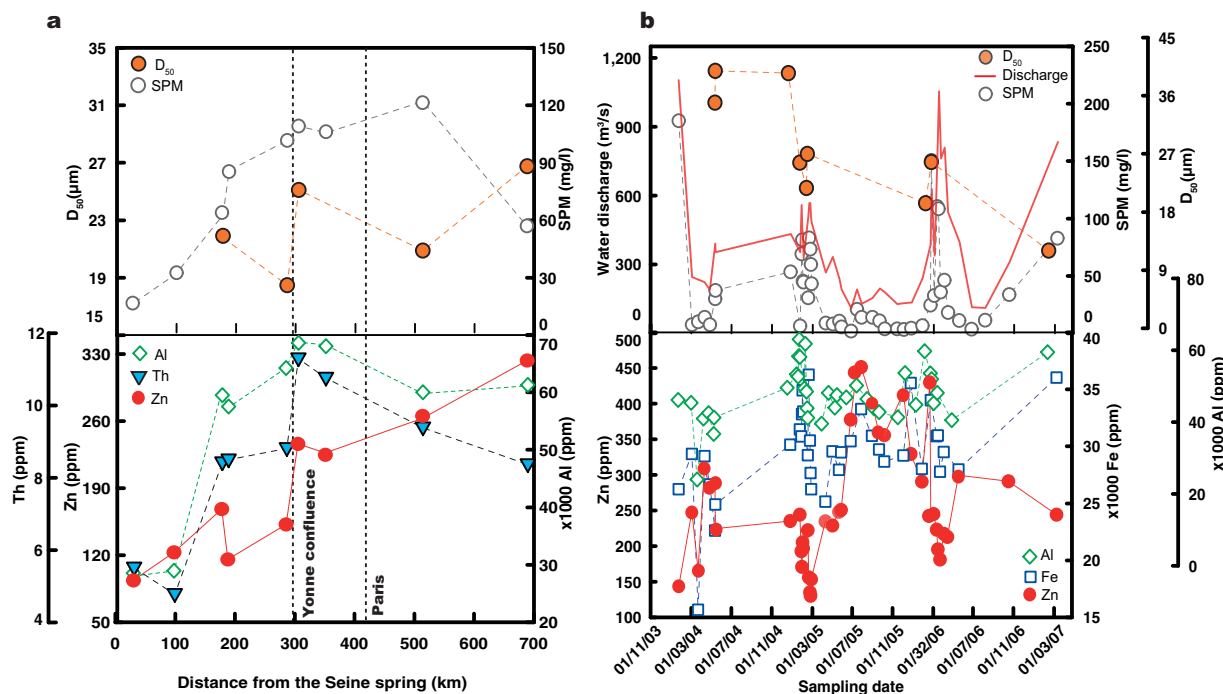 a
35
31
27
23
19
15
D50(µm)
150
120
90
60
30
0
SPM (mg/l)
D50
SPM
12
10
8
6
4
Th (ppm)
330
260
190
120
50
Zn (ppm)
70
60
50
40
30
20
x1000 Al (ppm)
Al
Th
Zn
Yonne confluence
Paris
0 100 200 300 400 500 600 700
Distance from the Seine spring (km)
b
1,200
900
600
300
0
Water discharge (m³/s)
250
200
150
100
50
0
SPM (mg/l)
45
36
27
18
9
0
D50(µm)
D50
Discharge
SPM
500
450
400
350
300
250
200
150
100
Zn (ppm)
40
35
30
25
20
15
x1000 Fe (ppm)
80
60
40
20
0
x1000 Al (ppm)
Al
Fe
Zn
01/11/03 01/03/04 01/07/04 01/11/04 01/03/05 01/07/05 01/11/05 01/32/06 01/07/06 01/11/06 01/03/07
Sampling date